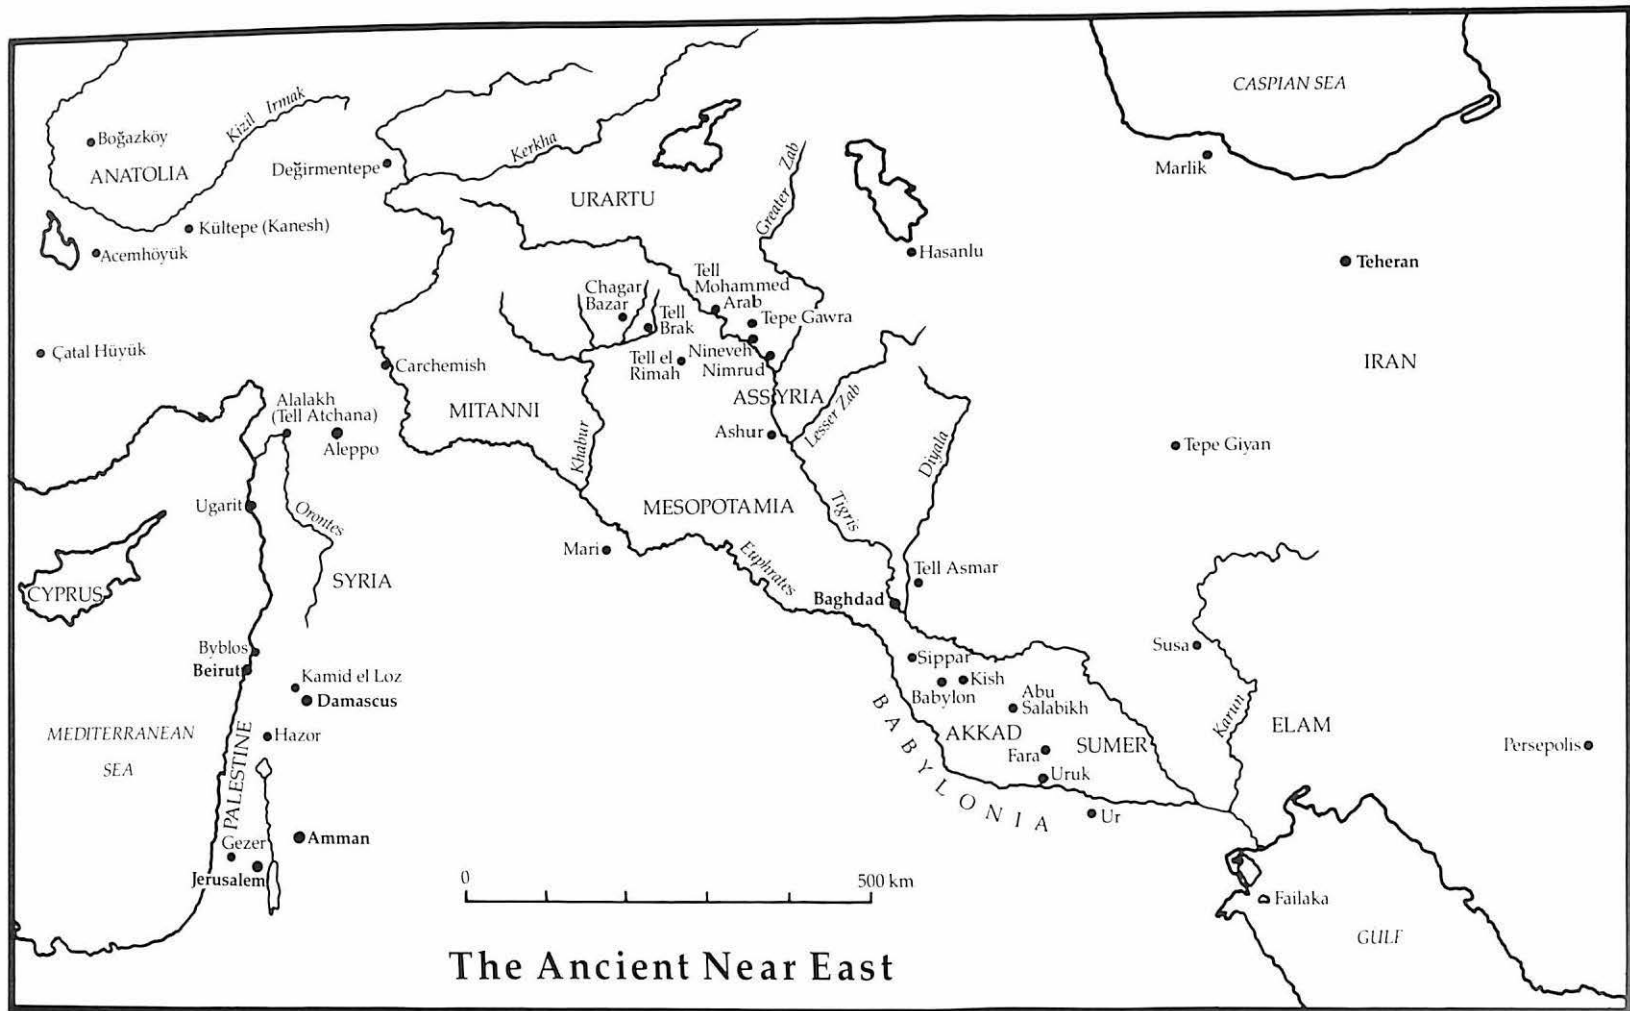 CASPIAN SEA
Kizil Irmak
Boğazköy
ANATOLIA
Değirmentepe
Kerkha
Greater Zab
Marlik
URARTU
Kültepe (Kanesh)
Acemhöyük
Hasanlu
Teheran
Tell
Mohammed
Arab
Chagar
Bazar
Tell
Brak
Tepe Gawra
Çatal Hüyük
Carchemish
Tell el
Rimah
Nineveh
Nimrud
IRAN
ASSYRIA
Lesser Zab
Alalakh
(Tell Atchana)
Aleppo
MITANNI
Khabur
Ashur
Diyala
Tepe Giyan
Ugarit
Orontes
MESOPOTAMIA
Tigris
Mari
Euphrates
Tell Asmar
CYPRUS
SYRIA
Baghdad
Byblos
Beirut
Kamid el Loz
Damascus
Sippar
Babylon
Kish
Abu
Salabikh
Susa
Karun
MEDITERRANEAN
SEA
Hazor
PALESTINE
BABYLONIA
AKKAD
SUMER
Fara
Uruk
Ur
ELAM
Persepolis
Gezer
Amman
Jerusalem
0
500 km
Failaka
GULF
The Ancient Near East